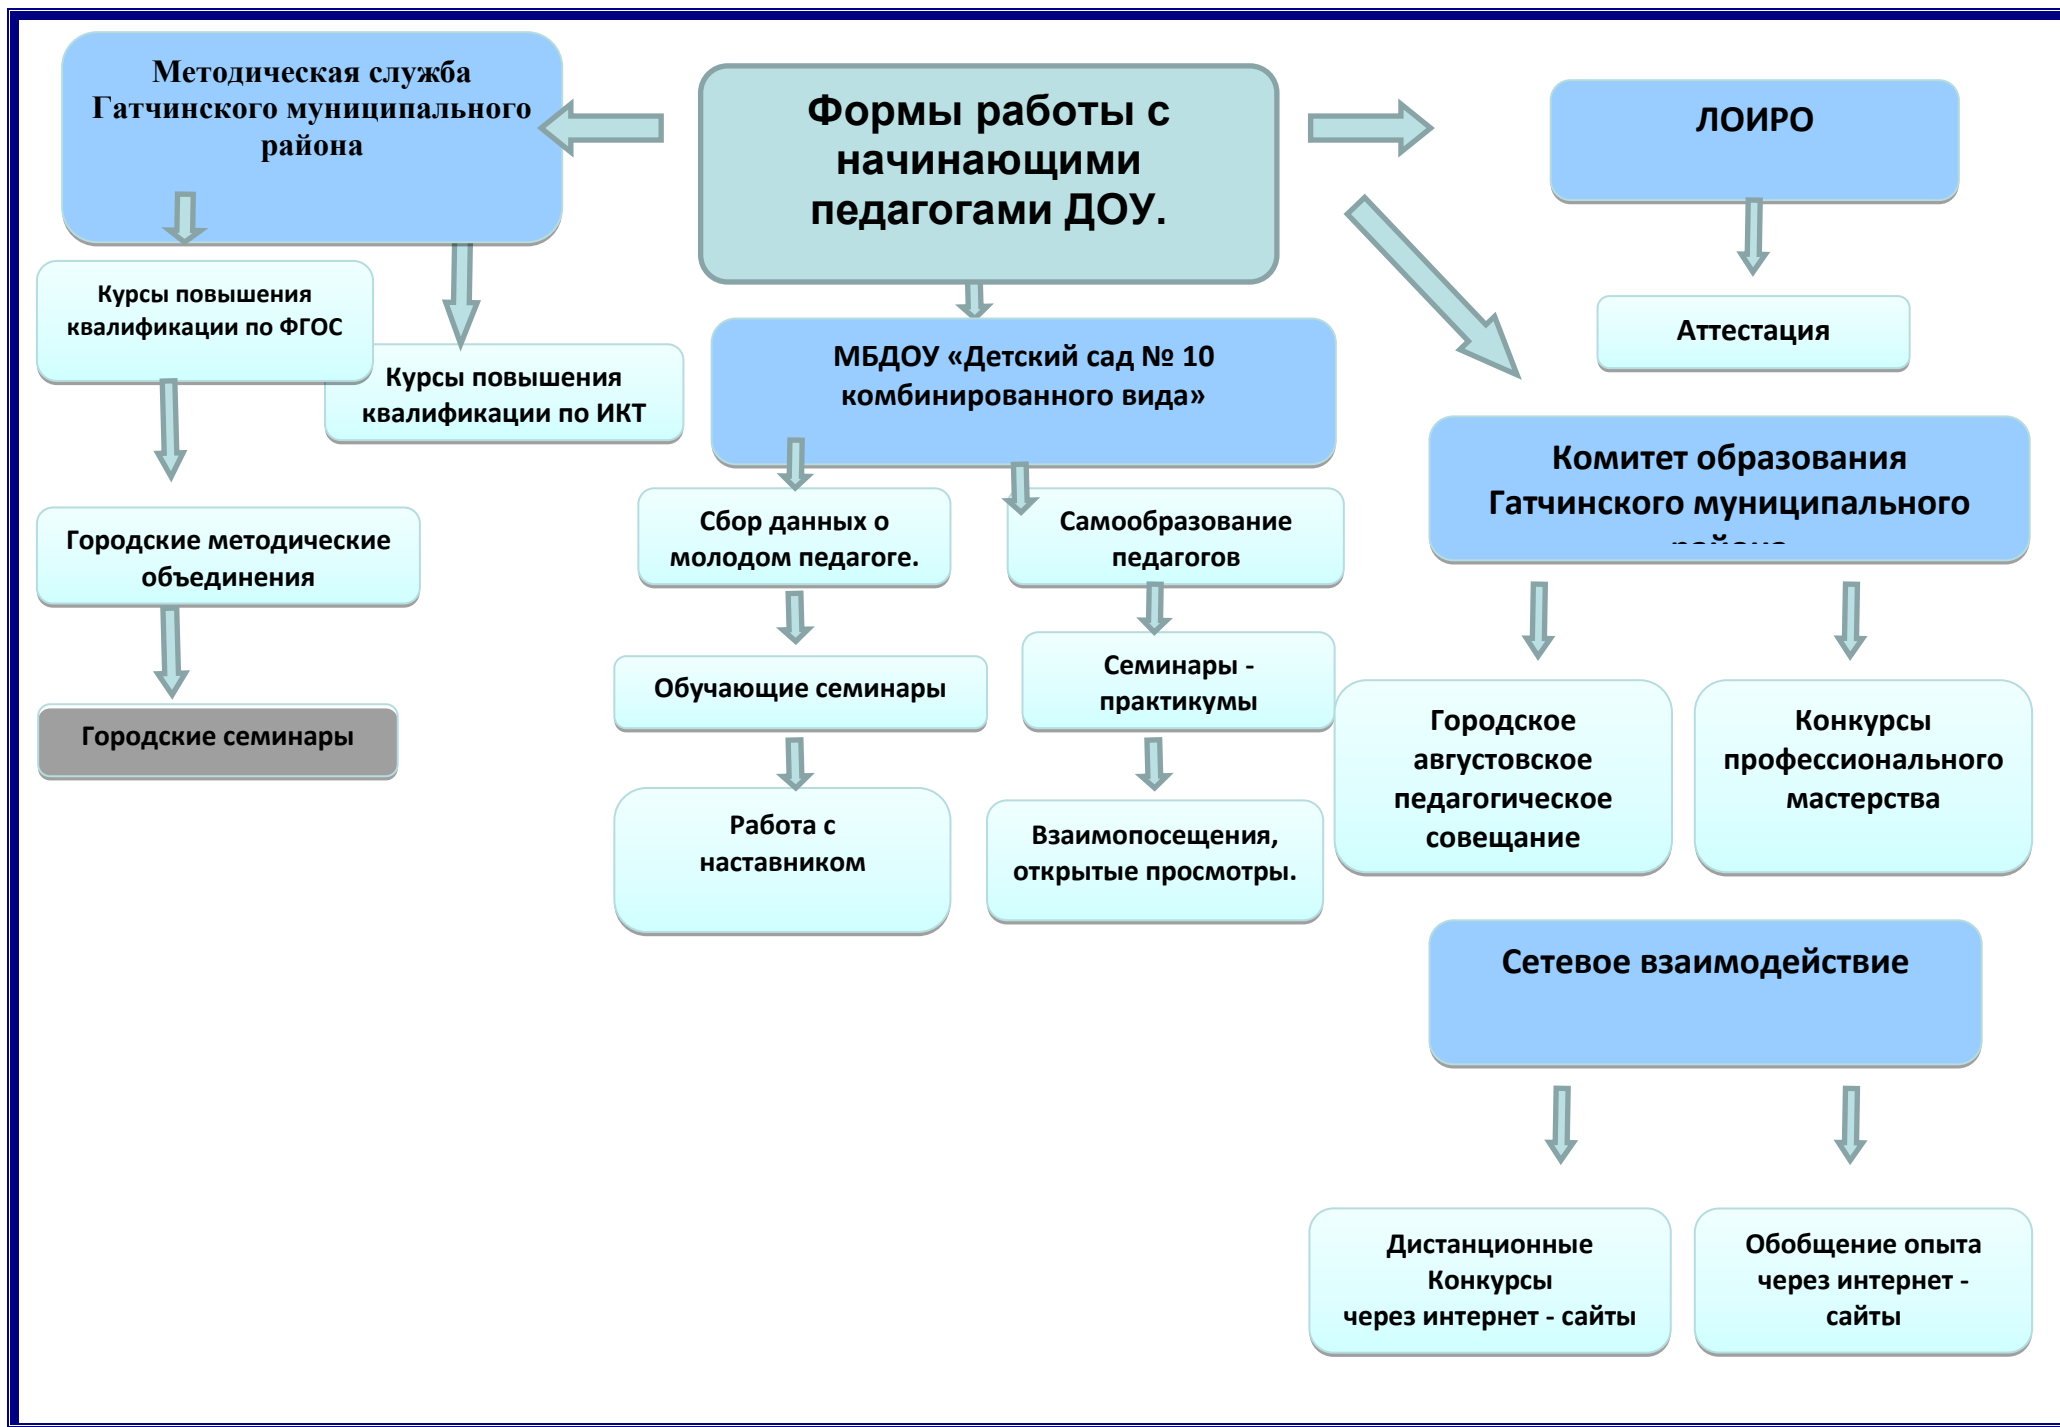 Методическая служба
Гатчинского муниципального
района
Формы работы с
начинающими
педагогами ДОУ.
ЛОИРО
Курсы повышения
квалификации по ФГОС
Курсы повышения
квалификации по ИКТ
МБДОУ «Детский сад № 10
комбинированного вида»
Аттестация
Комитет образования
Гатчинского муниципального
Городские методические
объединения
Сбор данных о
молодом педагоге.
Самообразование
педагогов
Обучающие семинары
Семинары -
практикумы
Городские семинары
Городское
августовское
педагогическое
совещание
Конкурсы
профессионального
мастерства
Работа с
наставником
Взаимопосещения,
открытые просмотры.
Сетевое взаимодействие
Дистанционные
Конкурсы
через интернет - сайты
Обобщение опыта
через интернет -
сайты